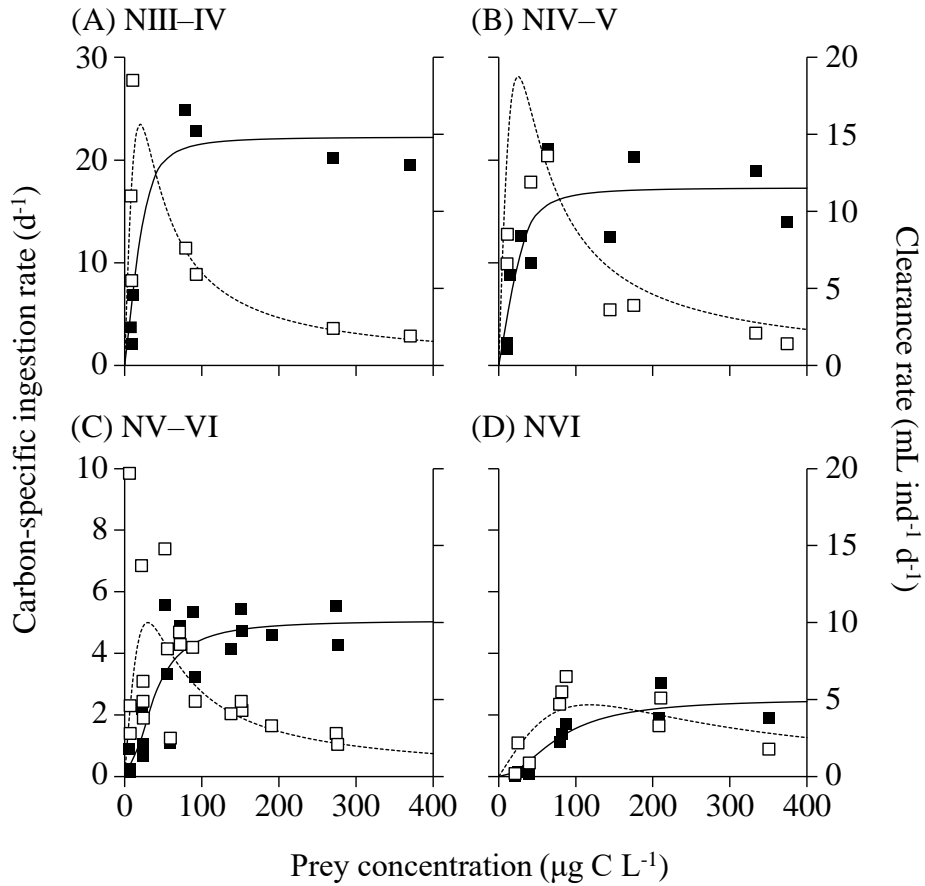 (A) NIII–IV
(B) NIV–V
30
20
10
0
20
15
10
5
0
(C) NV–VI
(D) NVI
10
8
6
4
2
0
20
15
10
5
0
0 100 200 300 400
0 100 200 300 400
Carbon-specific ingestion rate (d⁻¹)
Clearance rate (mL ind⁻¹ d⁻¹)
Prey concentration (µg C L⁻¹)